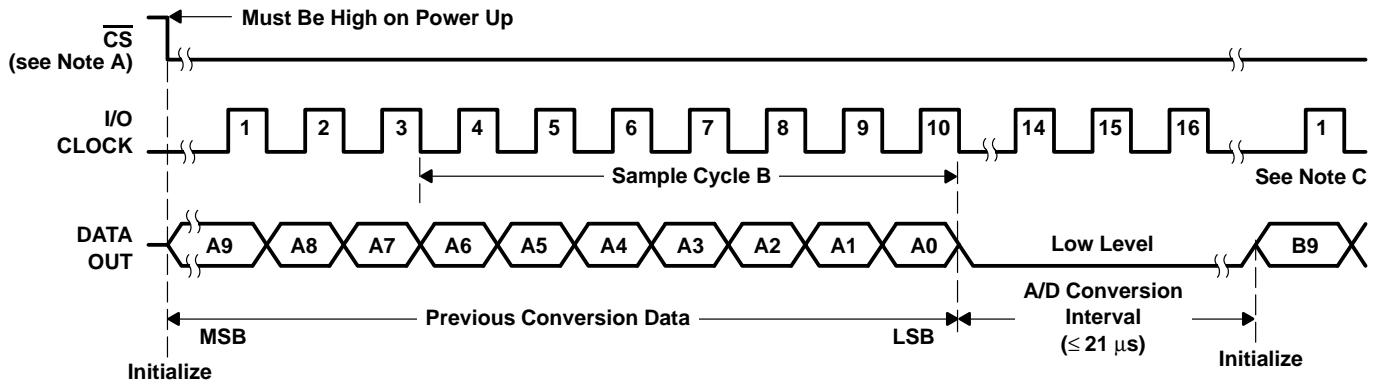 Must Be High on Power Up
CS
(see Note A)
I/O
CLOCK
1 2 3 4 5 6 7 8 9 10 14 15 16 1
Sample Cycle B
See Note C
DATA
OUT
A9 A8 A7 A6 A5 A4 A3 A2 A1 A0 Low Level B9
A/D Conversion
Interval
(≤ 21 μs)
Previous Conversion Data
MSB LSB
Initialize
Initialize